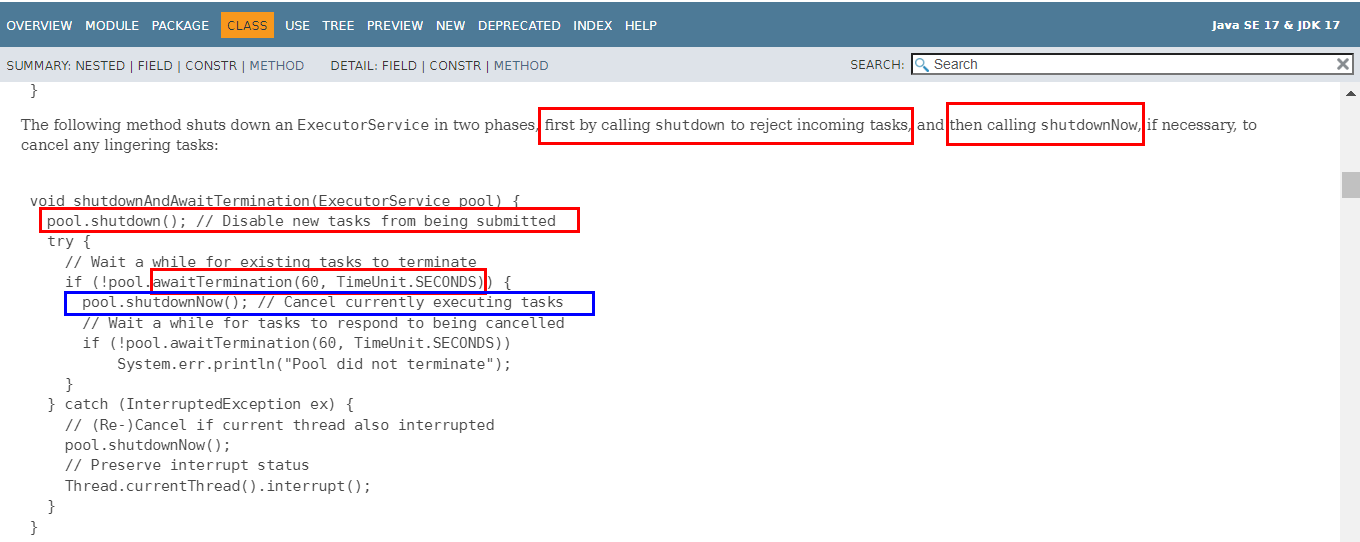 OVERVIEW MODULE PACKAGE CLASS USE TREE PREVIEW NEW DEPRECATED INDEX HELP Java SE 17 & JDK 17
SUMMARY: NESTED | FIELD | CONSTR | METHOD DETAIL: FIELD | CONSTR | METHOD SEARCH: Search
}
The following method shuts down an ExecutorService in two phases, first by calling shutdown to reject incoming tasks, and then calling shutdownNow, if necessary, to
cancel any lingering tasks:
void shutdownAndAwaitTermination(ExecutorService pool) {
pool.shutdown(); // Disable new tasks from being submitted
try {
// Wait a while for existing tasks to terminate
if (!pool.awaitTermination(60, TimeUnit.SECONDS)) {
pool.shutdownNow(); // Cancel currently executing tasks
// Wait a while for tasks to respond to being cancelled
if (!pool.awaitTermination(60, TimeUnit.SECONDS))
System.err.println("Pool did not terminate");
}
} catch (InterruptedException ex) {
// (Re-)Cancel if current thread also interrupted
pool.shutdownNow();
// Preserve interrupt status
Thread.currentThread().interrupt();
}
}